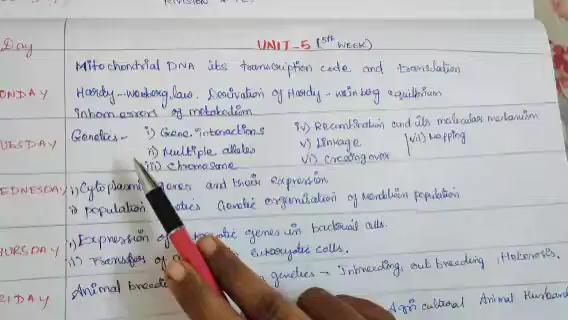 Day
UNIT-5 (5th WEEK)
Mitochondrial DNA its transcription code and translation
ONDAY
Hardy-weinberg law. Derivation of Hardy-weinberg equilibrium
inborn errors of metabolism
UESDAY
Genetics- i) Gene interactions
ii) Multiple alleles
iii) chromosome
iv) Recombination and its molecular mechanism
v) Linkage
vi) crossing over
vii) mapping
EDNESDAY
i) cytoplasmic and their expression
ii) population Genetic organization of Mendelian population
HURSDAY
i) Expression of genes in bacterial cells.
ii) Transfer of eukaryotic cells.
RIDAY
Animal genetics - Inbreeding, out breeding,
Animal Husband